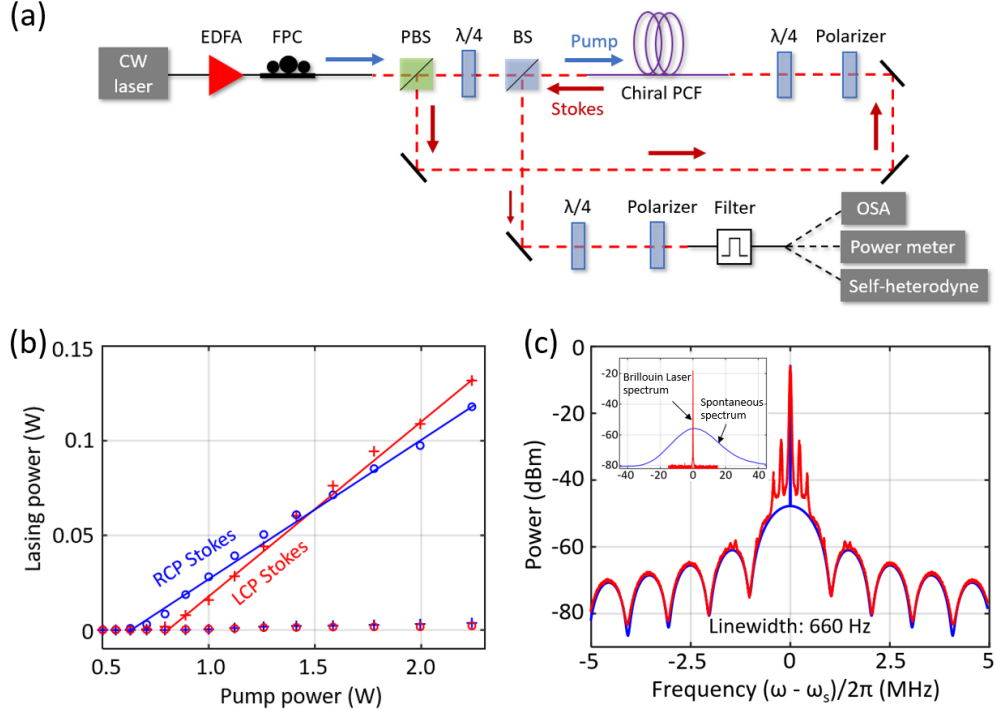 (a)
EDFA
FPC
PBS
λ/4
BS
Pump
λ/4
Polarizer
CW
laser
Chiral PCF
Stokes
λ/4
Polarizer
Filter
OSA
Power meter
Self-heterodyne
(b)
0.15
0.1
0.05
0
Lasing power (W)
RCP Stokes
LCP Stokes
0.5
1.0
1.5
2.0
Pump power (W)
(c)
0
-20
-40
-60
-80
Power (dBm)
-20
-40
-60
-80
Brillouin Laser
spectrum
Spontaneous
spectrum
-40
-20
0
20
40
Linewidth: 660 Hz
-5
-2.5
0
2.5
5
Frequency (ω - ωs)/2π (MHz)